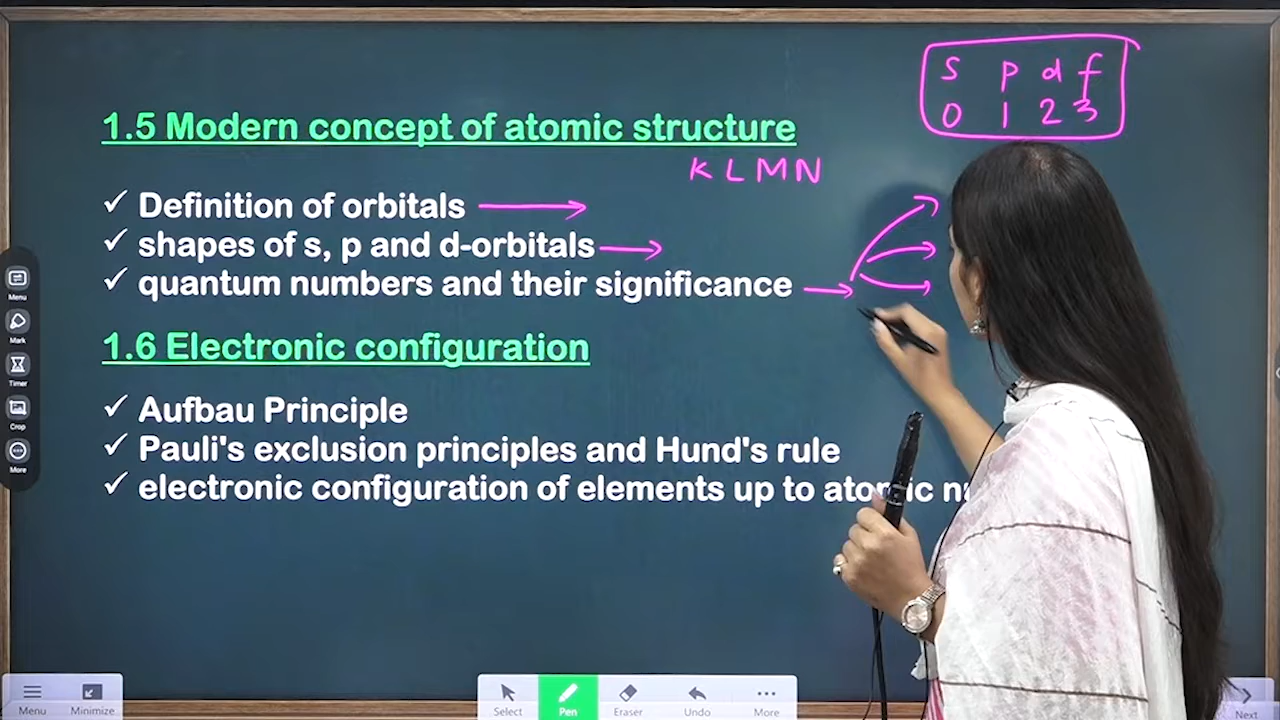 s p d f
0 1 2 3
1.5 Modern concept of atomic structure
K L M N
✓ Definition of orbitals
✓ shapes of s, p and d-orbitals
✓ quantum numbers and their significance
1.6 Electronic configuration
✓ Aufbau Principle
✓ Pauli's exclusion principles and Hund's rule
✓ electronic configuration of elements up to atomic
Menu
Mark
Timer
Crop
More
Menu Minimize Select Pen Eraser Undo More Next